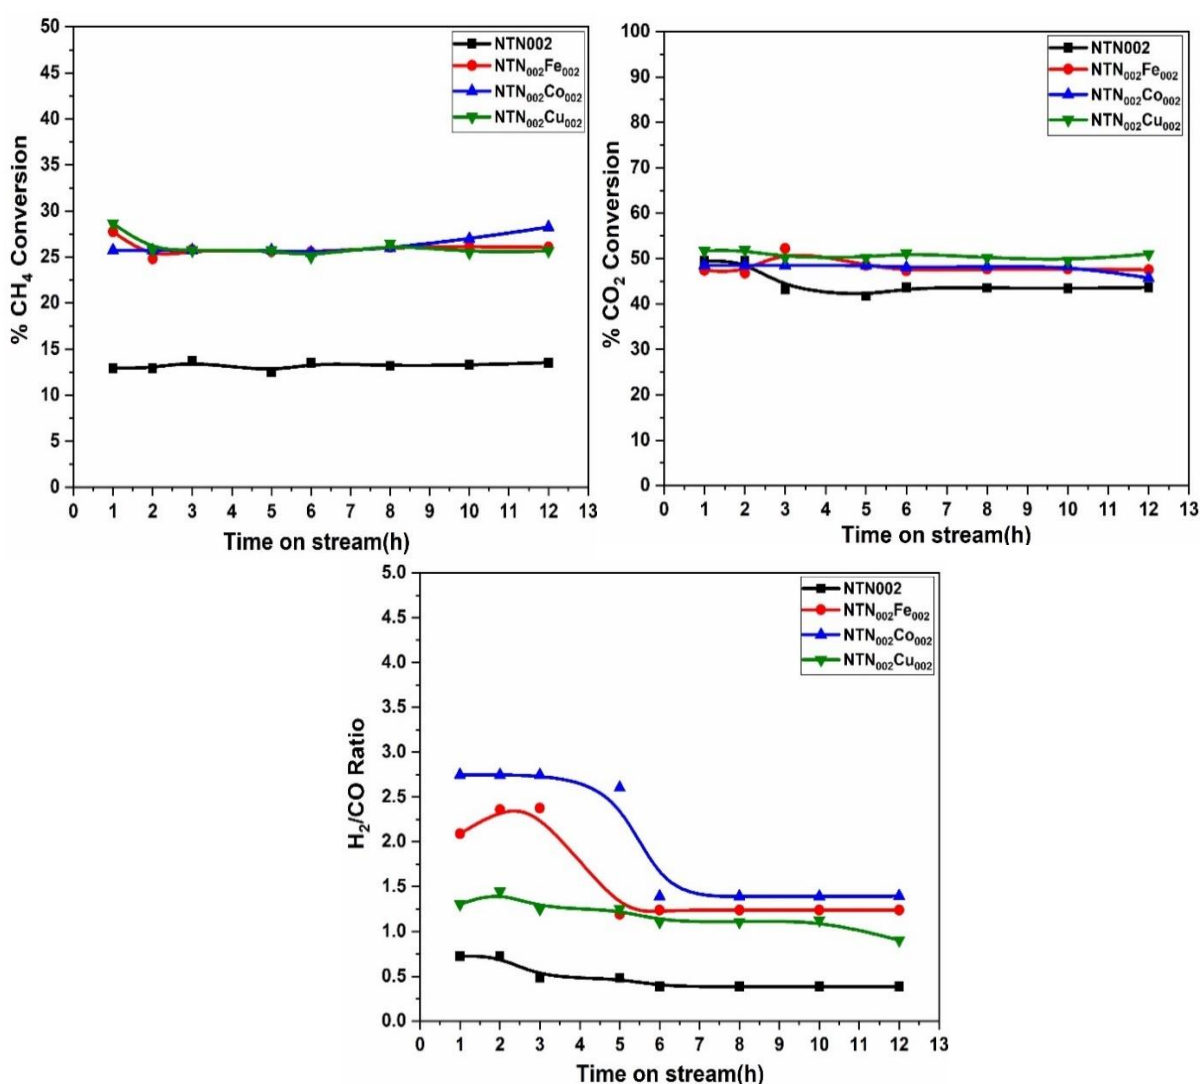 % CH₄ Conversion
50
45
40
35
30
25
20
15
10
5
0
NTN002
NTN₀₀₂Fe₀₀₂
NTN₀₀₂Co₀₀₂
NTN₀₀₂Cu₀₀₂
0 1 2 3 4 5 6 7 8 9 10 11 12 13
Time on stream(h)
% CO₂ Conversion
100
90
80
70
60
50
40
30
20
10
0
NTN002
NTN₀₀₂Fe₀₀₂
NTN₀₀₂Co₀₀₂
NTN₀₀₂Cu₀₀₂
0 1 2 3 4 5 6 7 8 9 10 11 12 13
Time on stream(h)
H₂/CO Ratio
5.0
4.5
4.0
3.5
3.0
2.5
2.0
1.5
1.0
0.5
0.0
NTN002
NTN₀₀₂Fe₀₀₂
NTN₀₀₂Co₀₀₂
NTN₀₀₂Cu₀₀₂
0 1 2 3 4 5 6 7 8 9 10 11 12 13
Time on stream(h)